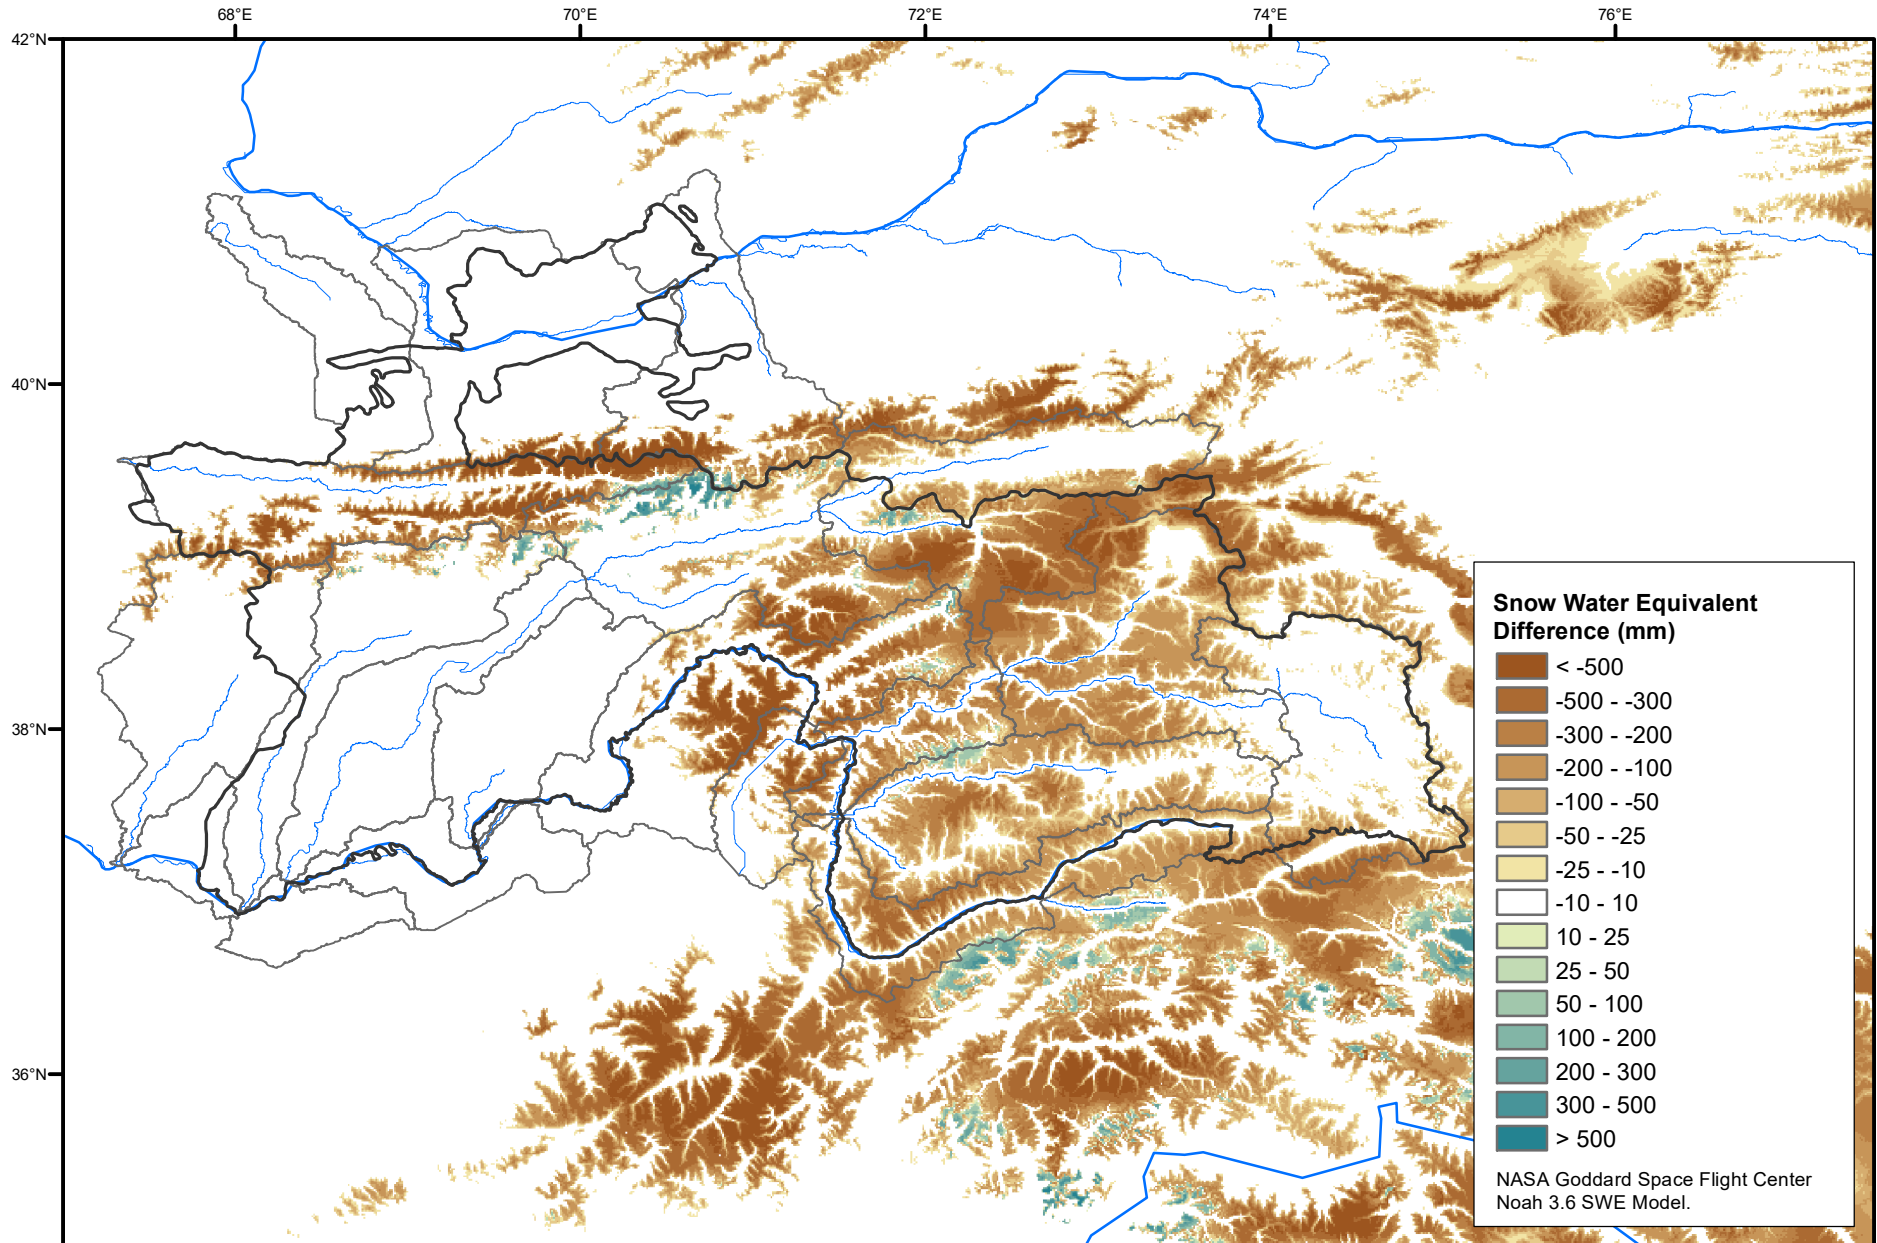 68°E
70°E
72°E
74°E
76°E
42°N
40°N
38°N
36°N
Snow Water Equivalent
Difference (mm)
< -500
-500 - -300
-300 - -200
-200 - -100
-100 - -50
-50 - -25
-25 - -10
-10 - 10
10 - 25
25 - 50
50 - 100
100 - 200
200 - 300
300 - 500
> 500
NASA Goddard Space Flight Center
Noah 3.6 SWE Model.